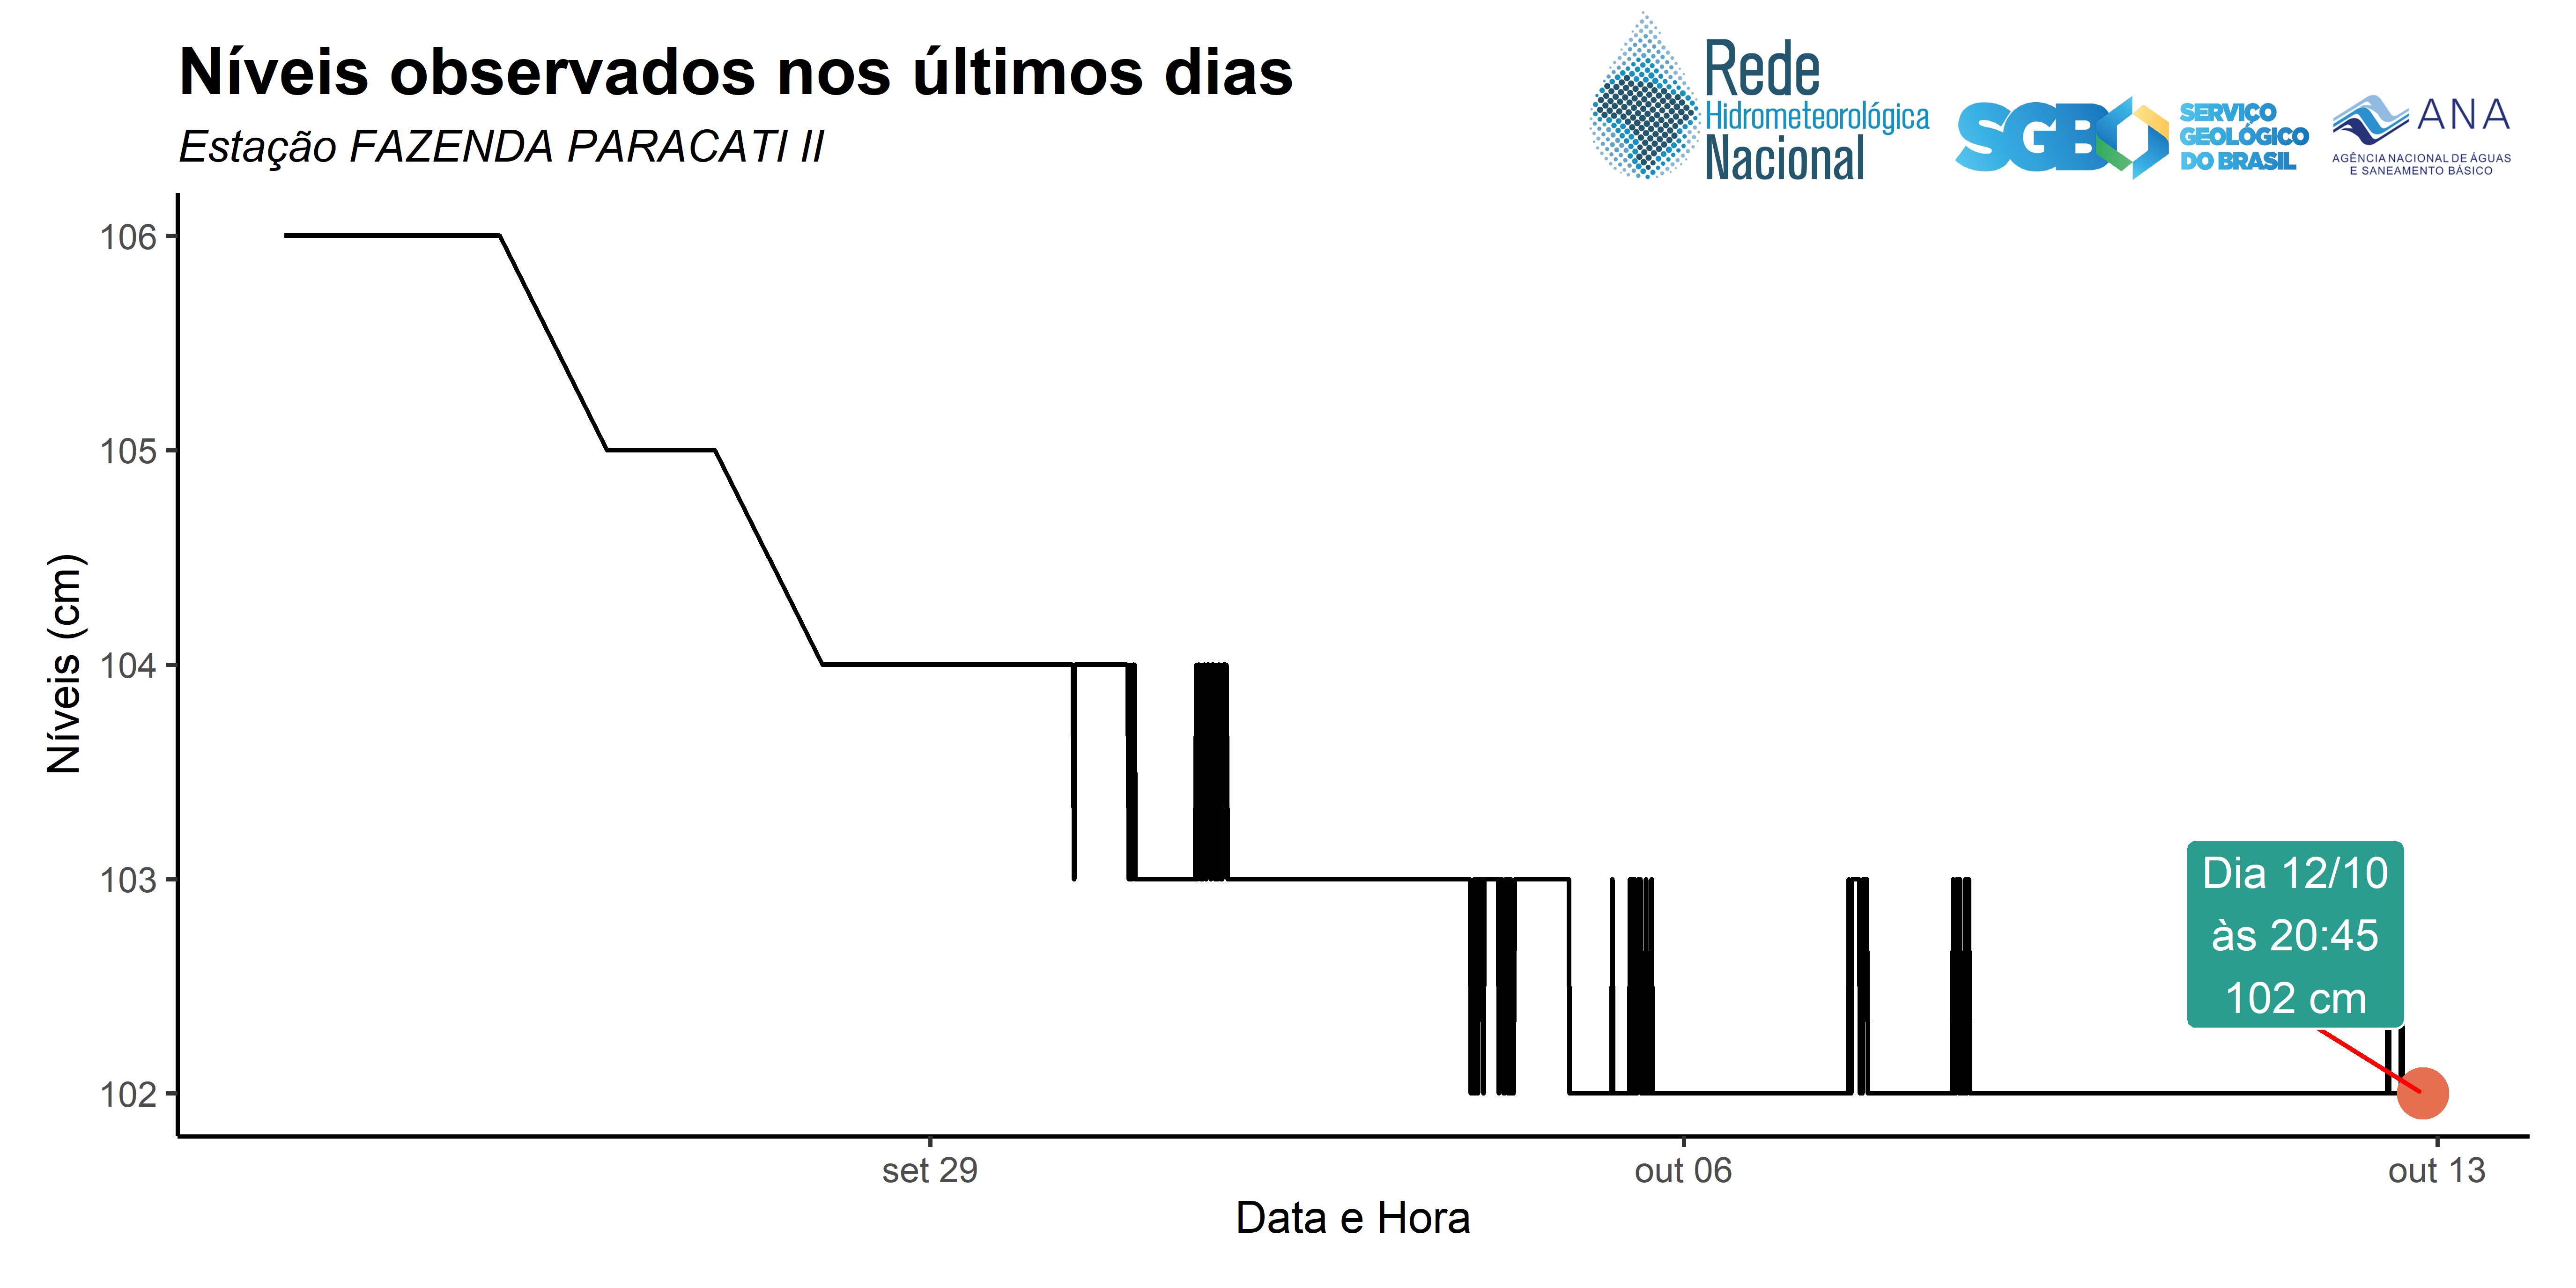 Níveis observados nos últimos dias
Estação FAZENDA PARACATI II
Rede
Hidrometeorológica
Nacional
SGB
SERVIÇO
GEOLÓGICO
DO BRASIL
ANA
AGÊNCIA NACIONAL DE ÁGUAS
E SANEAMENTO BÁSICO
Níveis (cm)
106
105
104
103
102
Dia 12/10
às 20:45
102 cm
set 29
out 06
out 13
Data e Hora